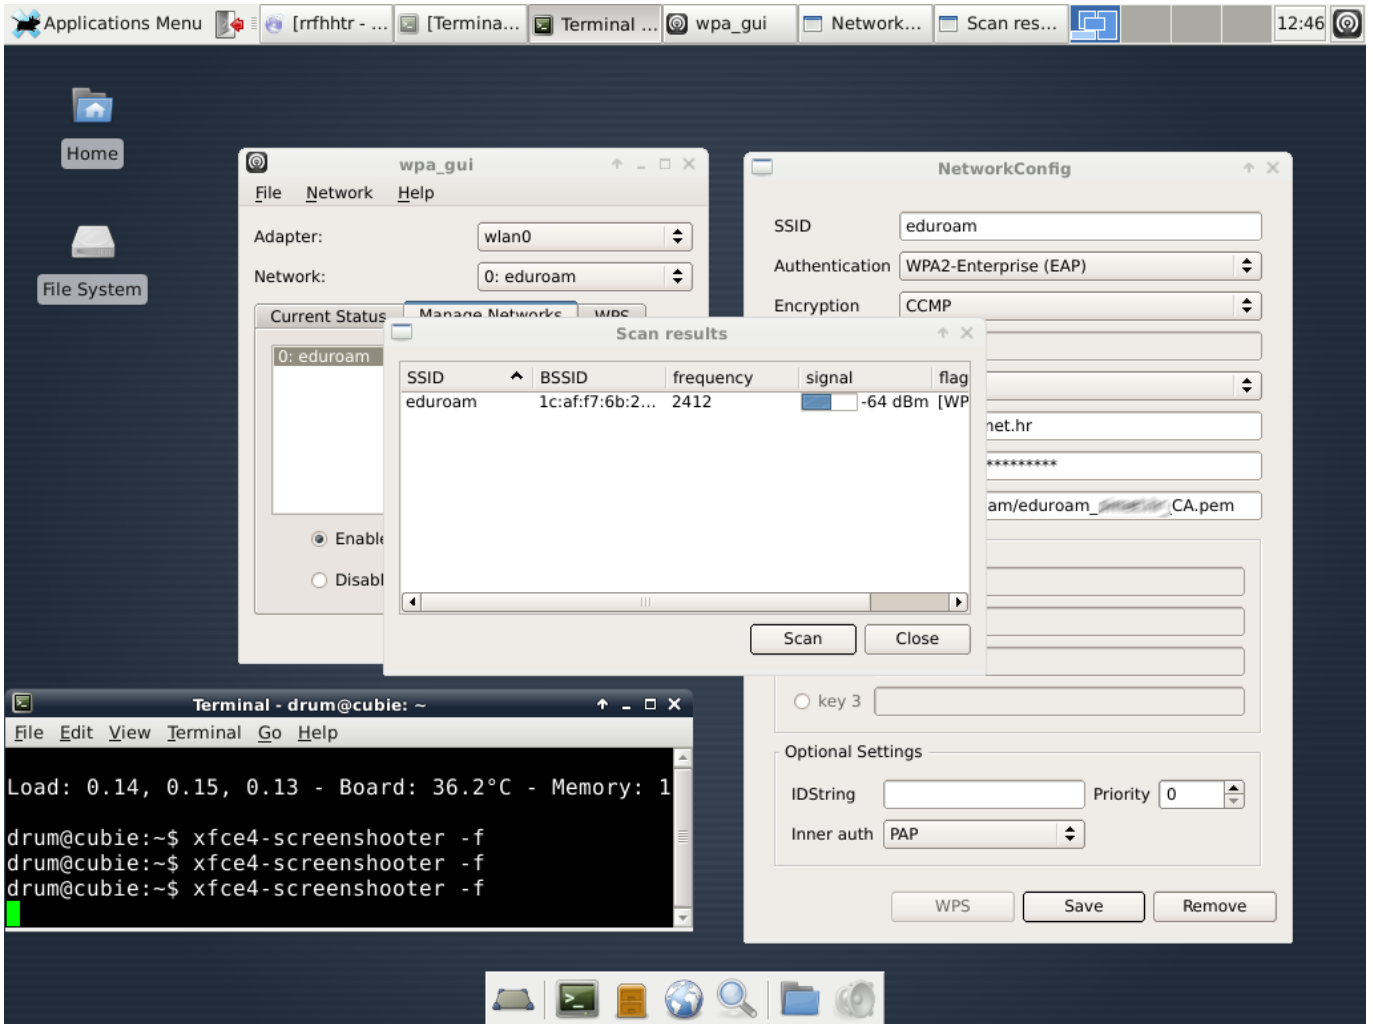 Applications Menu
[rrfhhtr - ...
[Termina...
Terminal ...
wpa_gui
Network...
Scan res...
12:46
Home
File System
wpa_gui
File Network Help
Adapter: wlan0
Network: 0: eduroam
Current Status Manage Networks WPS
0: eduroam
Enable
Disabl
NetworkConfig
SSID eduroam
Authentication WPA2-Enterprise (EAP)
Encryption CCMP
net.hr
**********
am/eduroam_ _CA.pem
key 3
Optional Settings
IDString Priority 0
Inner auth PAP
WPS Save Remove
Scan results
SSID BSSID frequency signal flag
eduroam 1c:af:f7:6b:2... 2412 -64 dBm [WP
Scan Close
Terminal - drum@cubie: ~
File Edit View Terminal Go Help
Load: 0.14, 0.15, 0.13 - Board: 36.2°C - Memory: 1
drum@cubie:~$ xfce4-screenshooter -f
drum@cubie:~$ xfce4-screenshooter -f
drum@cubie:~$ xfce4-screenshooter -f